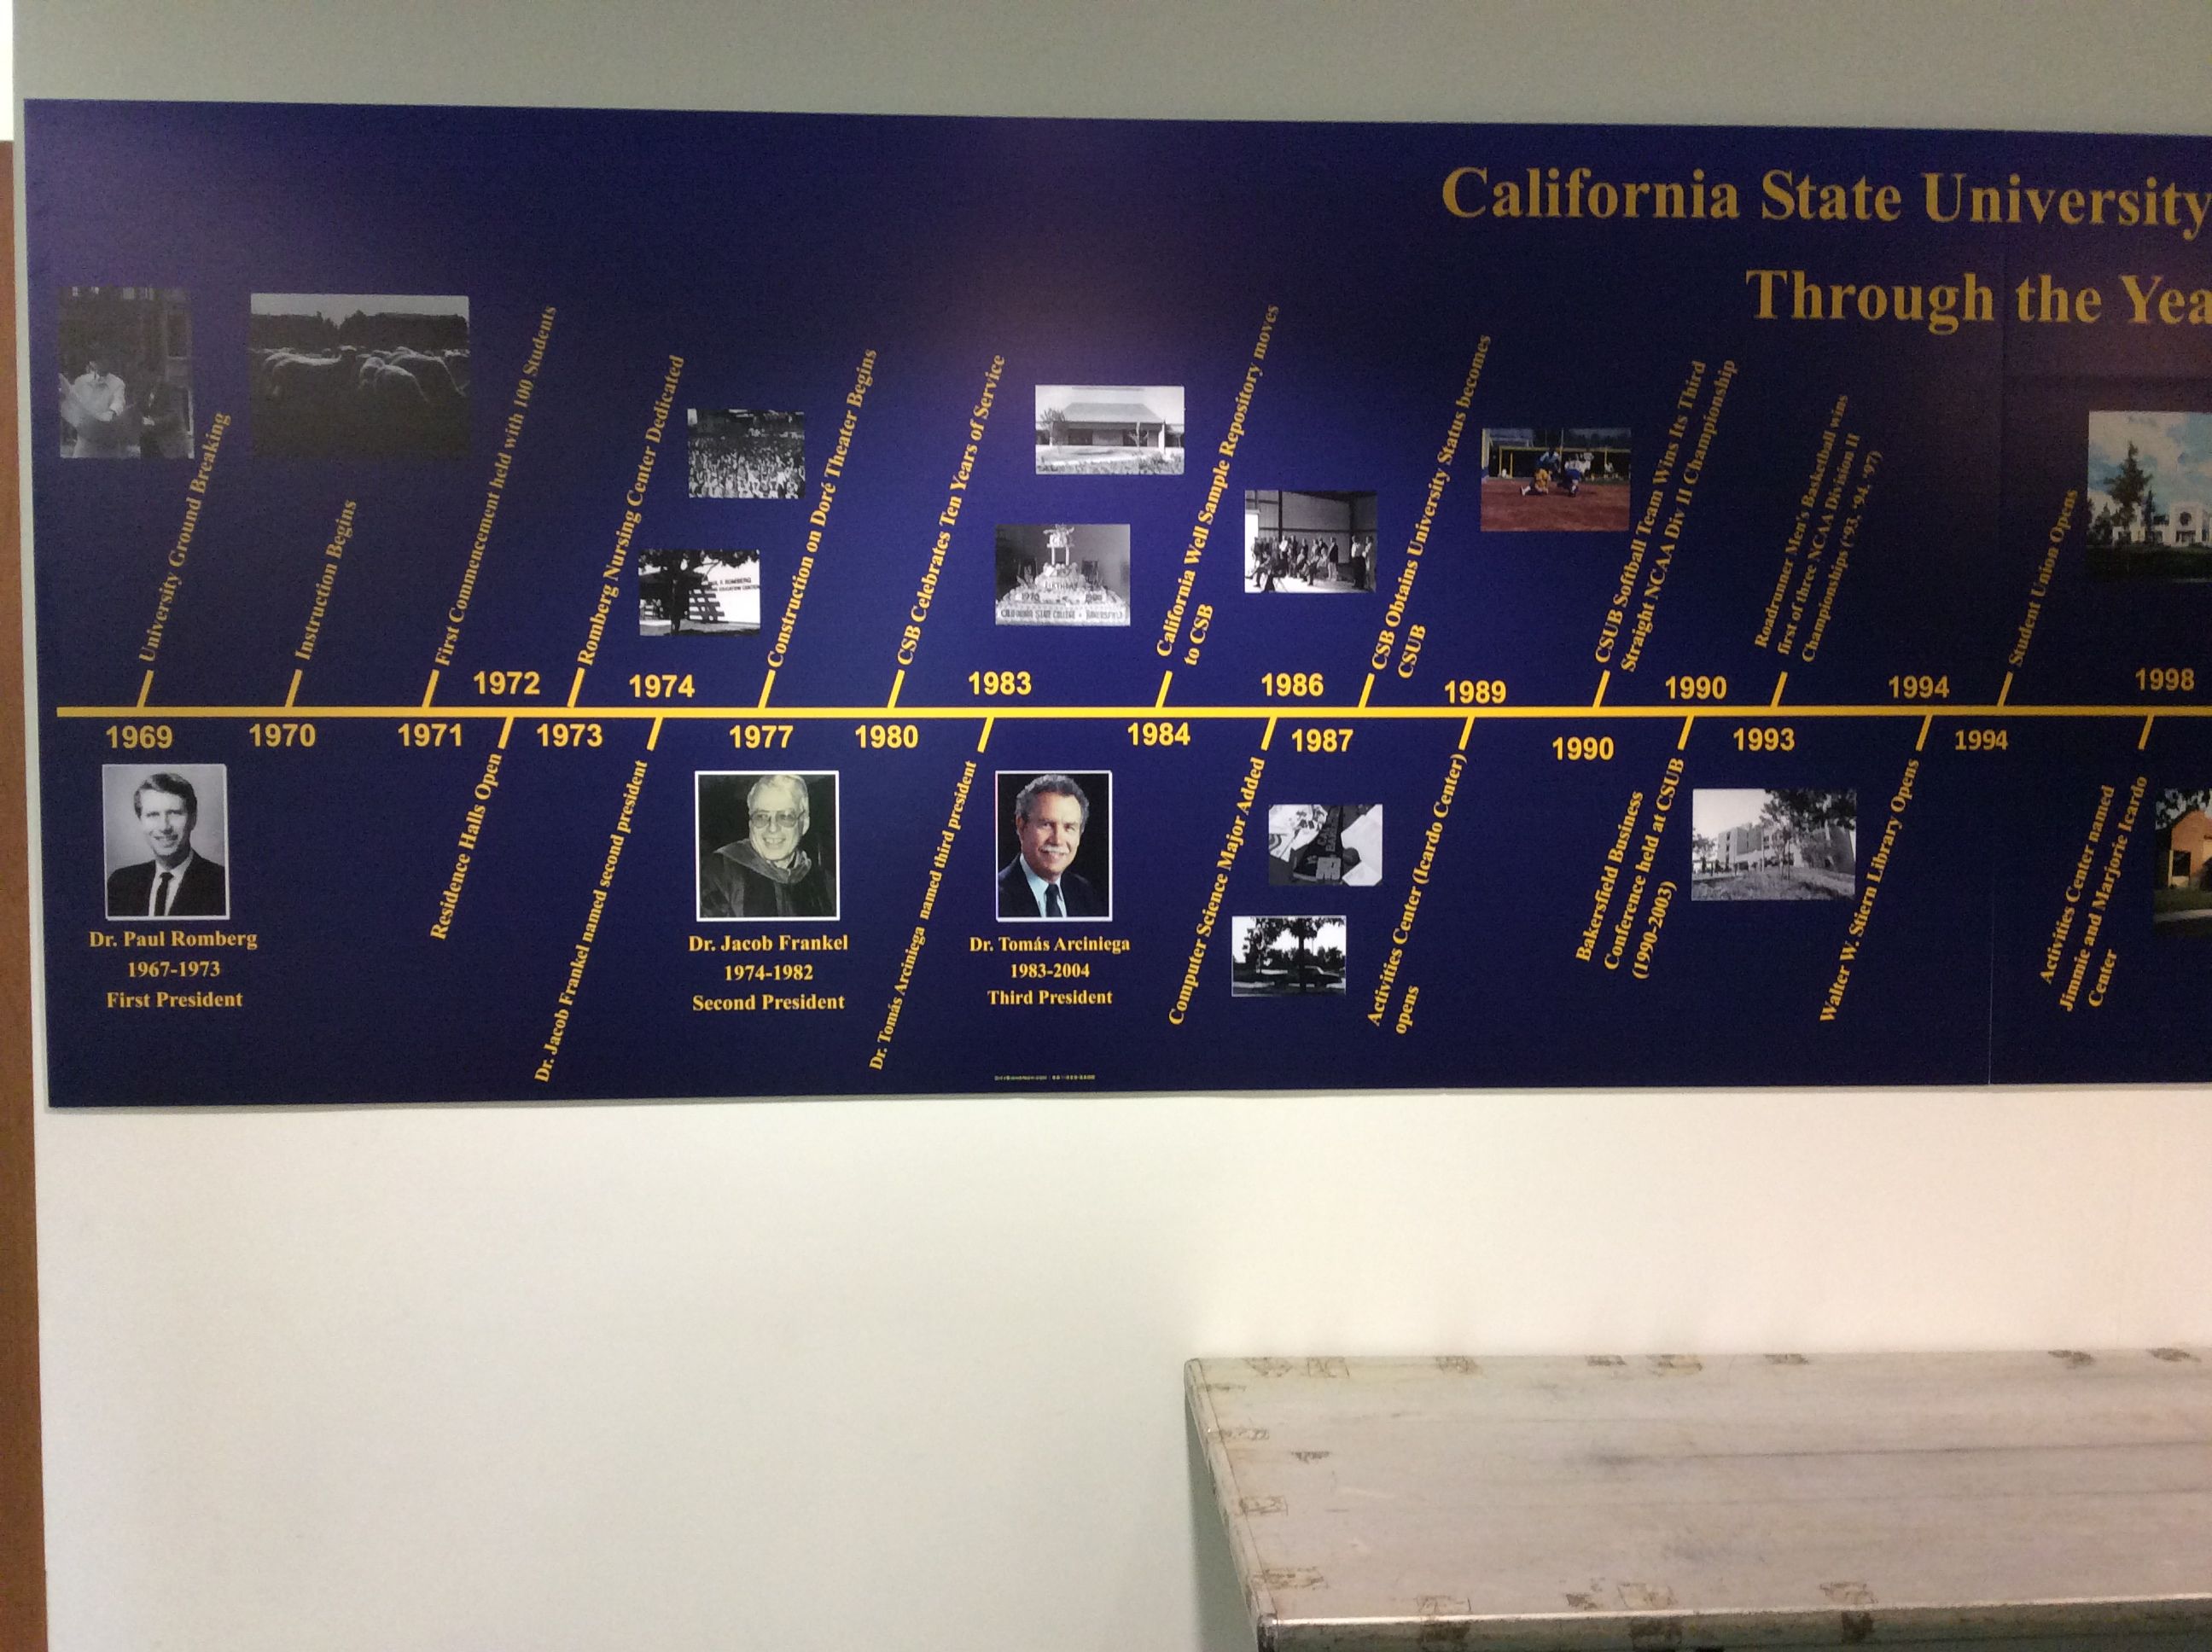 California State University
Through the Yea
University Ground Breaking
Instruction Begins
First Commencement held with 100 Students
Romberg Nursing Center Dedicated
Construction on Doré Theater Begins
CSB Celebrates Ten Years of Service
California Well Sample Repository moves
to CSB
CSB Obtains University Status becomes
CSUB
CSUB Softball Team Wins Its Third
Straight NCAA Div II Championship
Roadrunner Men's Basketball wins
first of three NCAA Division II
Championships ('93, '94, '97)
Student Union Opens
1972
1974
1983
1986
1989
1990
1994
1998
1969
1970
1971
1973
1977
1980
1984
1987
1990
1993
1994
Residence Halls Open
Dr. Jacob Frankel named second president
Dr. Tomás Arciniega named third president
Computer Science Major Added
Activities Center (Icardo Center)
opens
Bakersfield Business
Conference held at CSUB
(1990-2003)
Walter W. Stiern Library Opens
Activities Center named
Jimmie and Marjorie Icardo
Center
Dr. Paul Romberg
1967-1973
First President
Dr. Jacob Frankel
1974-1982
Second President
Dr. Tomás Arciniega
1983-2004
Third President